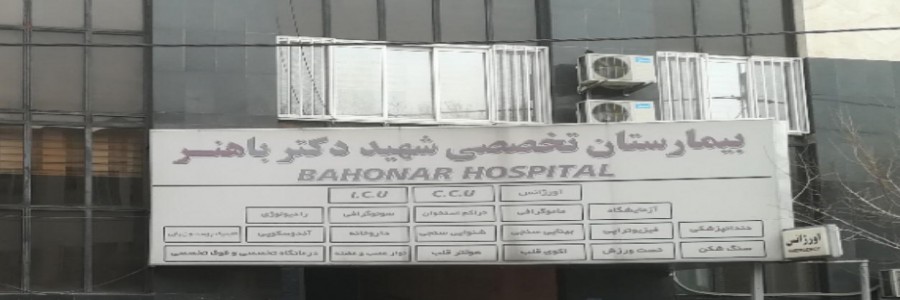 بیمارستان تخصصی شهید دکتر باهنر
BAHONAR HOSPITAL
اورژانس C.C.U I.C.U
آزمایشگاه ماموگرافی تراکم استخوان سونوگرافی رادیولوژی
دندانپزشکی فیزیوتراپی بینایی سنجی شنوایی سنجی داروخانه آندوسکوپی
سنگ شکن تست ورزش اکوی قلب هولتر قلب نوار عصب و عضله درمانگاه تخصصی و فوق تخصصی
اورژانس
EMERGENCY